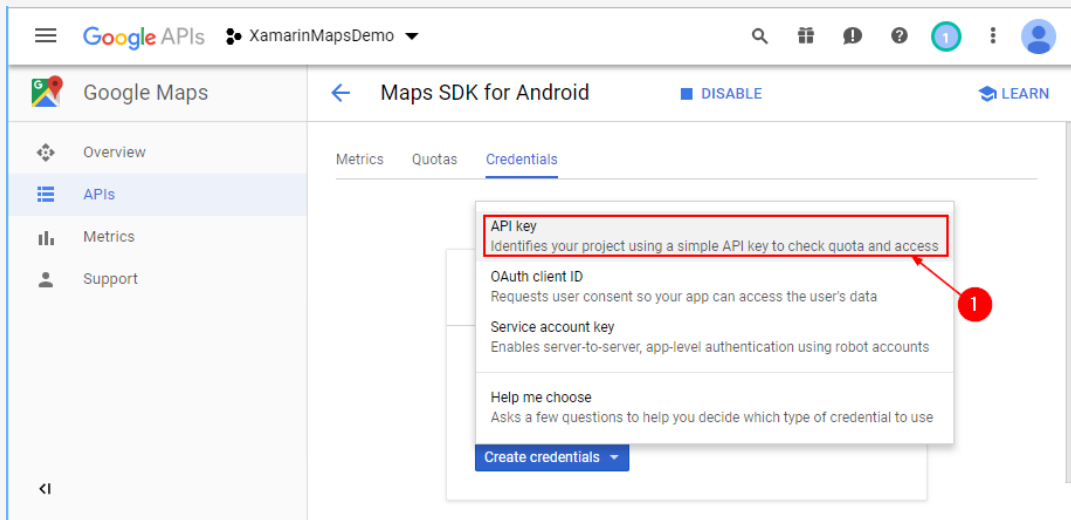 Google APIs XamarinMapsDemo 1
Google Maps Maps SDK for Android DISABLE LEARN
Overview
APIs
Metrics
Support
Metrics Quotas Credentials
API key
Identifies your project using a simple API key to check quota and access
1
OAuth client ID
Requests user consent so your app can access the user's data
Service account key
Enables server-to-server, app-level authentication using robot accounts
Help me choose
Asks a few questions to help you decide which type of credential to use
Create credentials